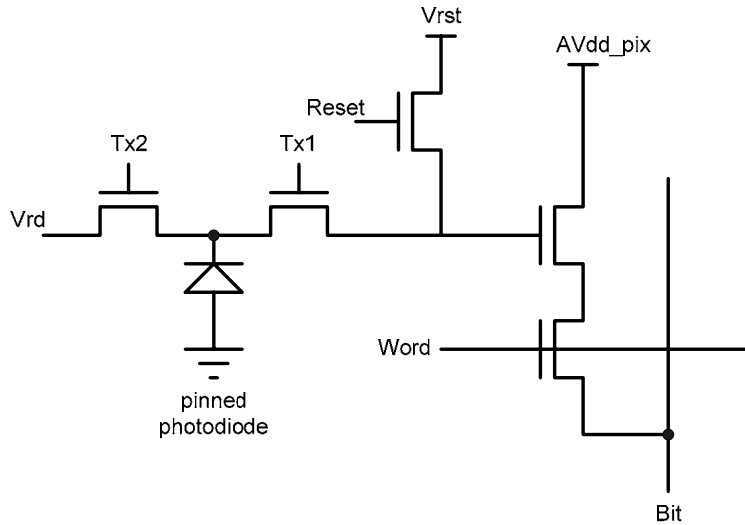 Vrst
AVdd_pix
Reset
Tx2
Tx1
Vrd
Word
pinned
photodiode
Bit